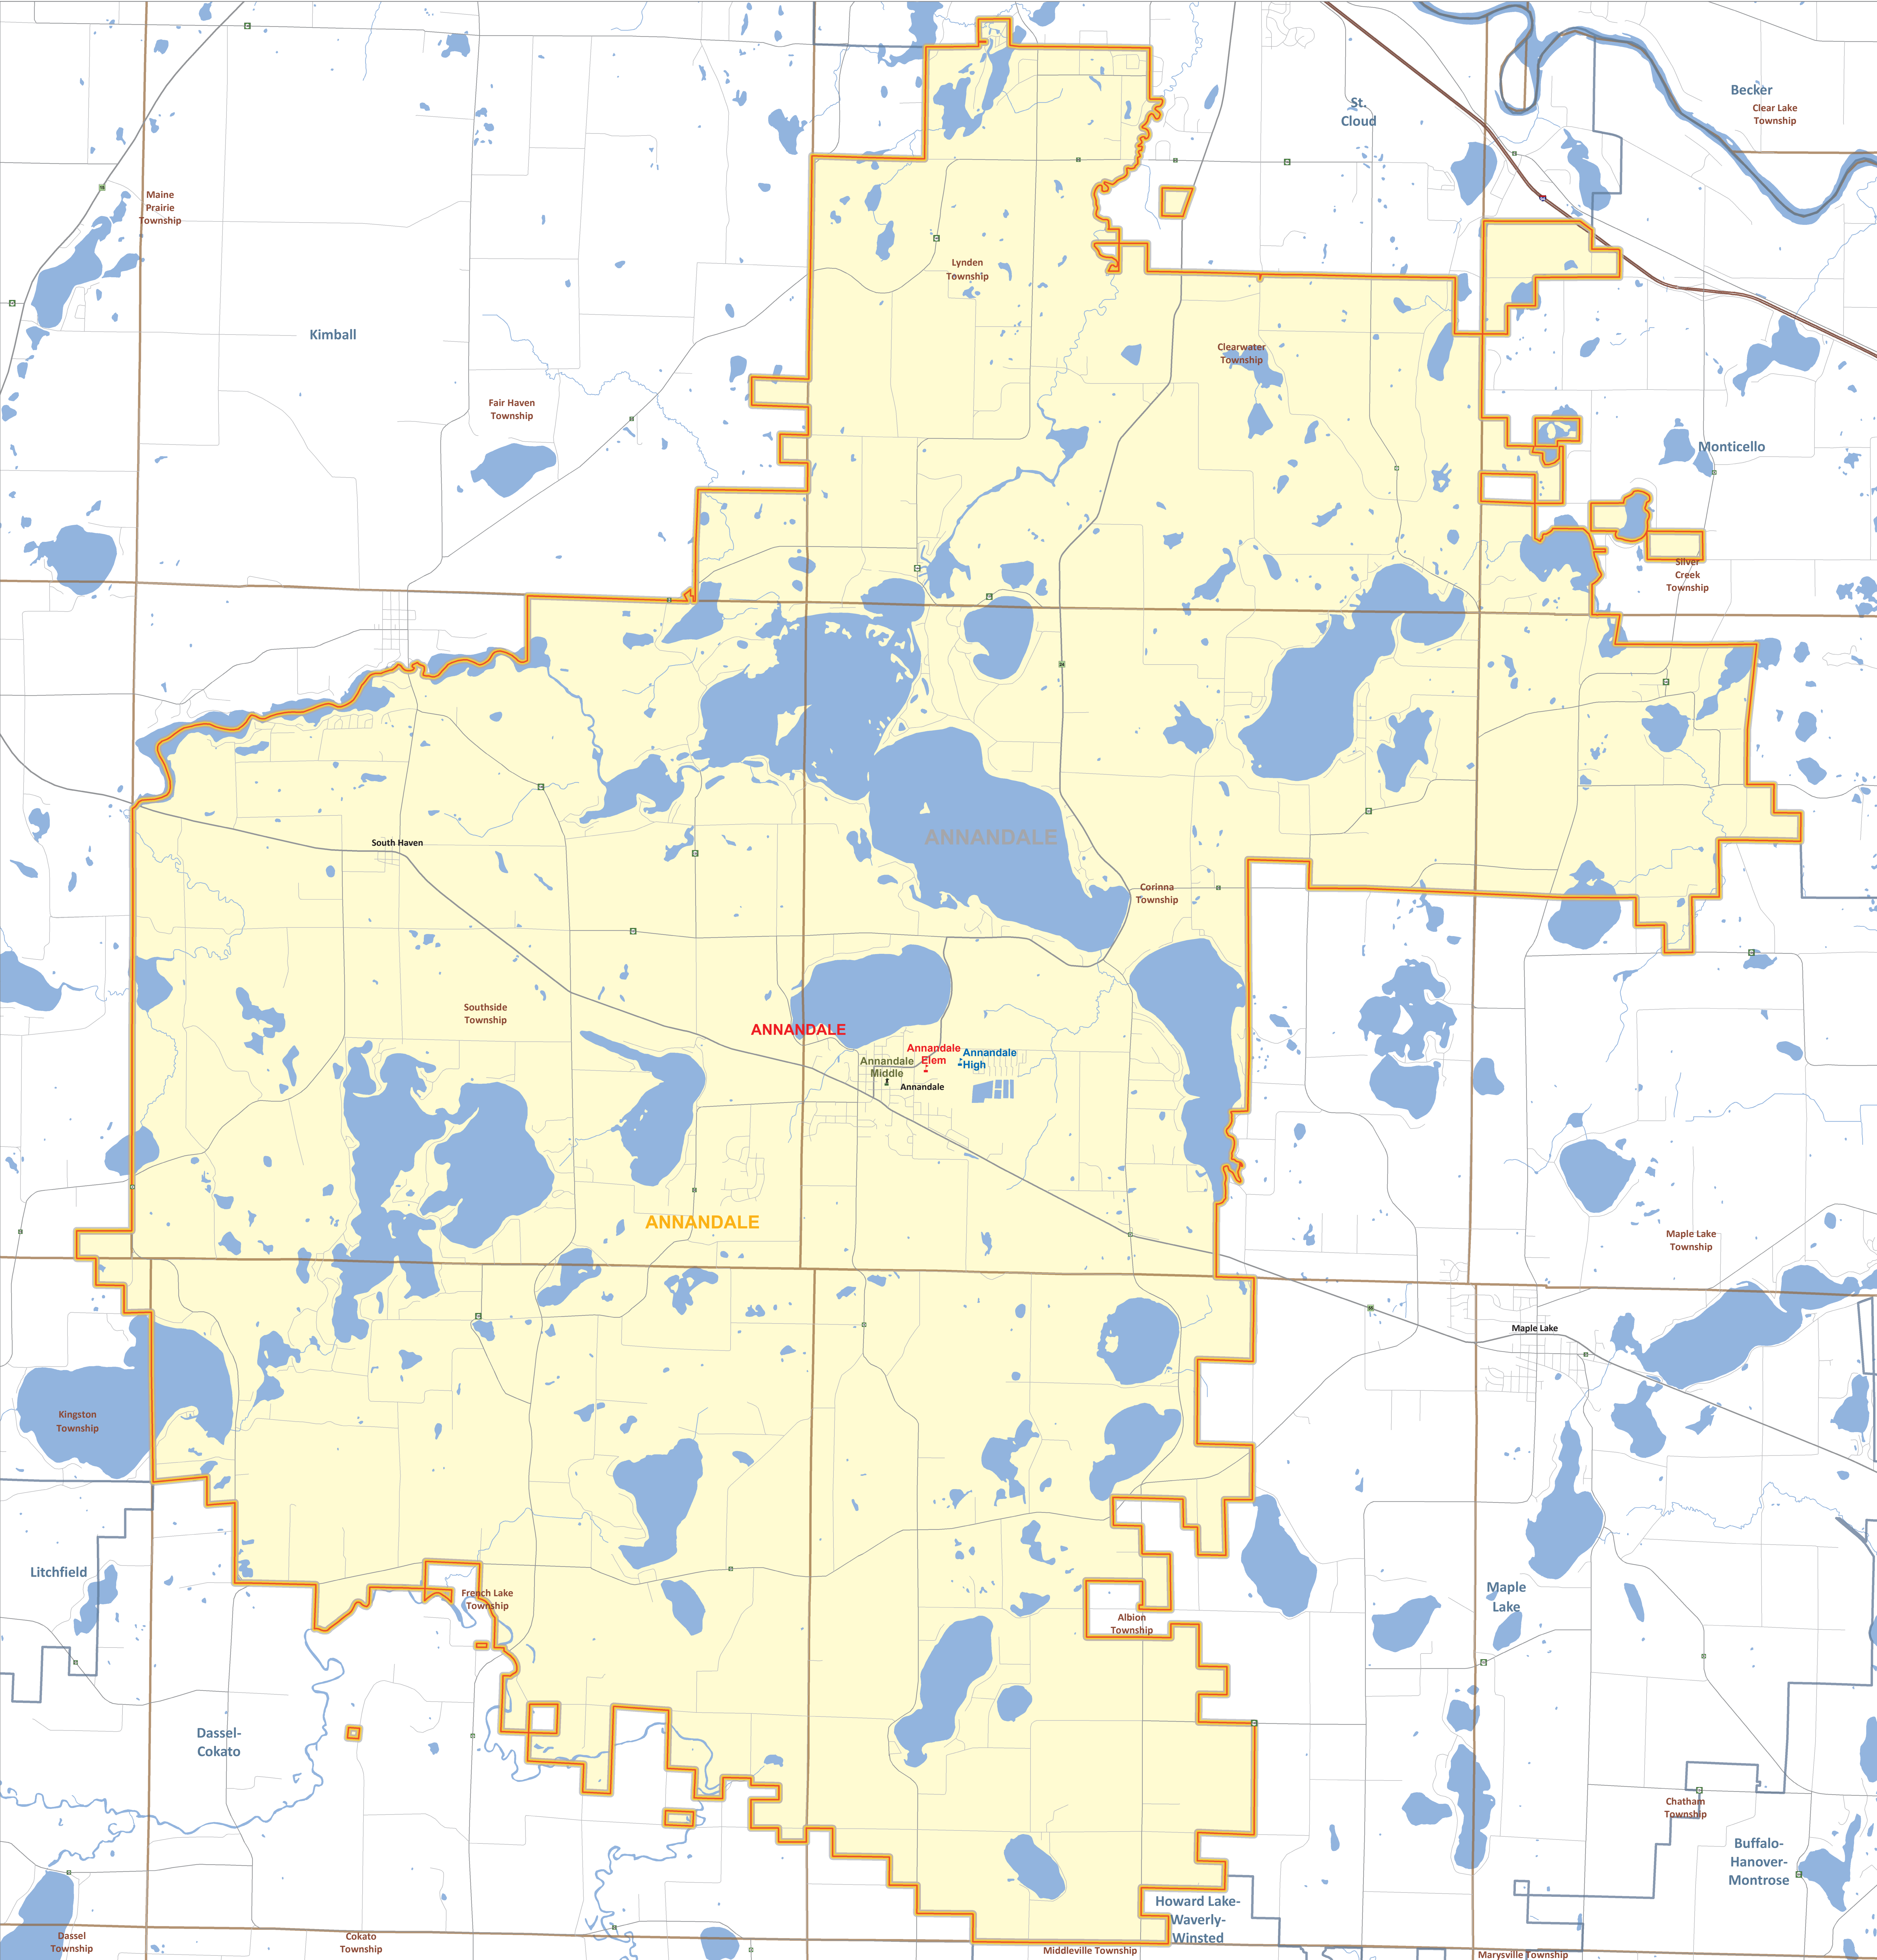 Becker
Clear Lake
Township
St.
Cloud
Maine
Prairie
Township
Lynden
Township
Kimball
Clearwater
Township
Fair Haven
Township
Monticello
Silver
Creek
Township
ANNANDALE
South Haven
Corinna
Township
Southside
Township
ANNANDALE
Annandale
Elem
Annandale
High
Annandale
Middle
Annandale
ANNANDALE
Maple Lake
Township
Maple Lake
Kingston
Township
Litchfield
French Lake
Township
Maple
Lake
Albion
Township
Dassel-
Cokato
Chatham
Township
Buffalo-
Hanover-
Montrose
Howard Lake-
Waverly-
Winsted
Dassel
Township
Cokato
Township
Middleville Township
Marysville Township